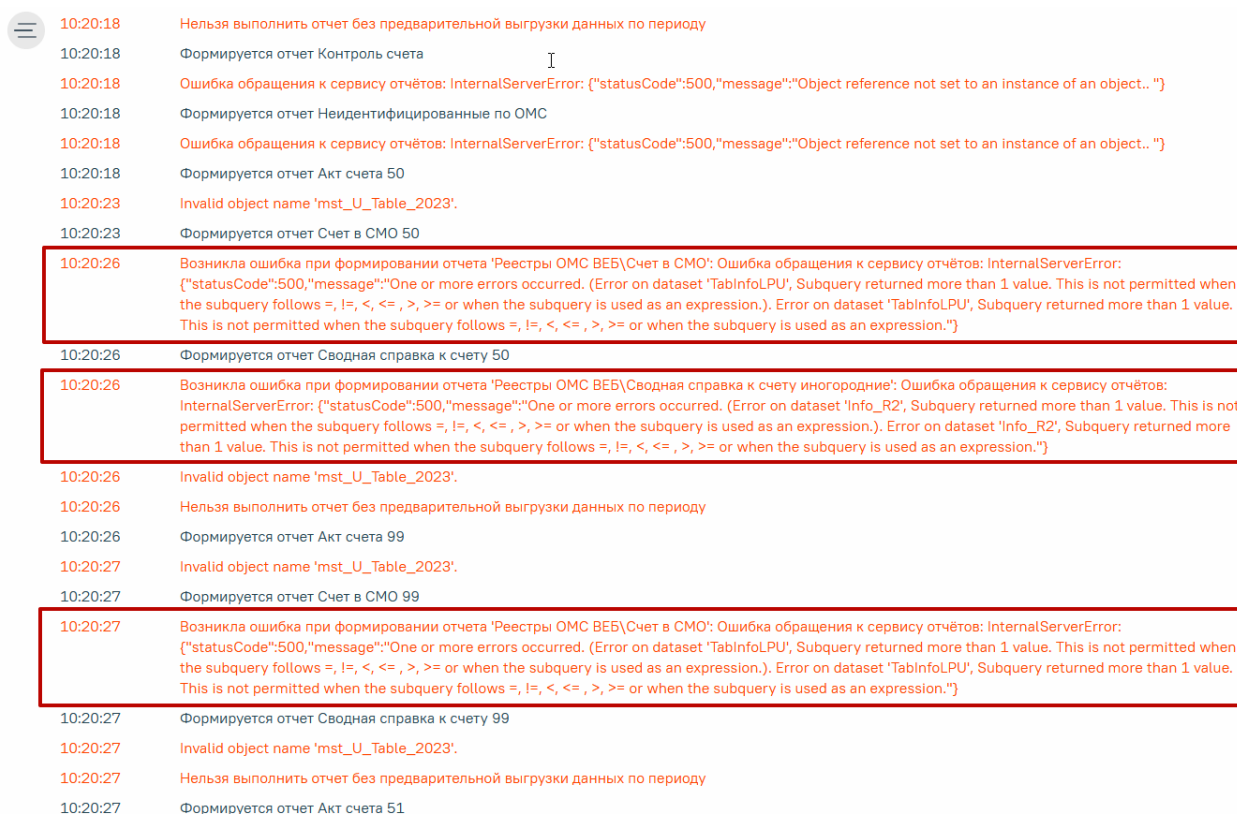 10:20:18 Нельзя выполнить отчет без предварительной выгрузки данных по периоду
10:20:18 Формируется отчет Контроль счета
10:20:18 Ошибка обращения к сервису отчётов: InternalServerError: {"statusCode":500,"message":"Object reference not set to an instance of an object.. "}
10:20:18 Формируется отчет Неидентифицированные по ОМС
10:20:18 Ошибка обращения к сервису отчётов: InternalServerError: {"statusCode":500,"message":"Object reference not set to an instance of an object.. "}
10:20:18 Формируется отчет Акт счета 50
10:20:23 Invalid object name 'mst_U_Table_2023'.
10:20:23 Формируется отчет Счет в СМО 50
10:20:26 Возникла ошибка при формировании отчета 'Реестры ОМС ВЕБ\Счет в СМО': Ошибка обращения к сервису отчётов: InternalServerError:
{"statusCode":500,"message":"One or more errors occurred. (Error on dataset 'TabInfoLPU', Subquery returned more than 1 value. This is not permitted when
the subquery follows =, !=, <, <= , >, >= or when the subquery is used as an expression.). Error on dataset 'TabInfoLPU', Subquery returned more than 1 value.
This is not permitted when the subquery follows =, !=, <, <= , >, >= or when the subquery is used as an expression."}
10:20:26 Формируется отчет Сводная справка к счету 50
10:20:26 Возникла ошибка при формировании отчета 'Реестры ОМС ВЕБ\Сводная справка к счету иногородние': Ошибка обращения к сервису отчётов:
InternalServerError: {"statusCode":500,"message":"One or more errors occurred. (Error on dataset 'Info_R2', Subquery returned more than 1 value. This is not
permitted when the subquery follows =, !=, <, <= , >, >= or when the subquery is used as an expression.). Error on dataset 'Info_R2', Subquery returned more
than 1 value. This is not permitted when the subquery follows =, !=, <, <= , >, >= or when the subquery is used as an expression."}
10:20:26 Invalid object name 'mst_U_Table_2023'.
10:20:26 Нельзя выполнить отчет без предварительной выгрузки данных по периоду
10:20:26 Формируется отчет Акт счета 99
10:20:27 Invalid object name 'mst_U_Table_2023'.
10:20:27 Формируется отчет Счет в СМО 99
10:20:27 Возникла ошибка при формировании отчета 'Реестры ОМС ВЕБ\Счет в СМО': Ошибка обращения к сервису отчётов: InternalServerError:
{"statusCode":500,"message":"One or more errors occurred. (Error on dataset 'TabInfoLPU', Subquery returned more than 1 value. This is not permitted when
the subquery follows =, !=, <, <= , >, >= or when the subquery is used as an expression.). Error on dataset 'TabInfoLPU', Subquery returned more than 1 value.
This is not permitted when the subquery follows =, !=, <, <= , >, >= or when the subquery is used as an expression."}
10:20:27 Формируется отчет Сводная справка к счету 99
10:20:27 Invalid object name 'mst_U_Table_2023'.
10:20:27 Нельзя выполнить отчет без предварительной выгрузки данных по периоду
10:20:27 Формируется отчет Акт счета 51